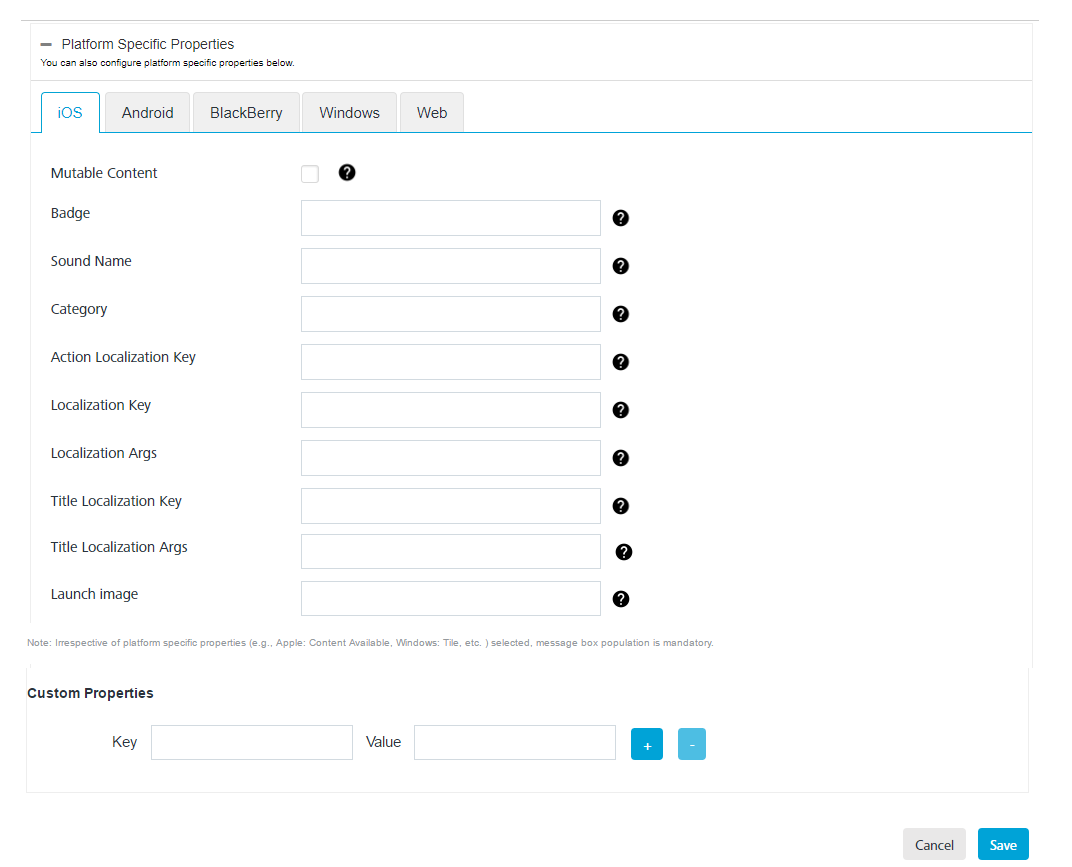 Platform Specific Properties
You can also configure platform specific properties below.
iOS Android BlackBerry Windows Web
Mutable Content ?
Badge ?
Sound Name ?
Category ?
Action Localization Key ?
Localization Key ?
Localization Args ?
Title Localization Key ?
Title Localization Args ?
Launch image ?
Note: Irrespective of platform specific properties (e.g., Apple: Content Available, Windows: Tile, etc. ) selected, message box population is mandatory.
Custom Properties
Key Value + -
Cancel Save